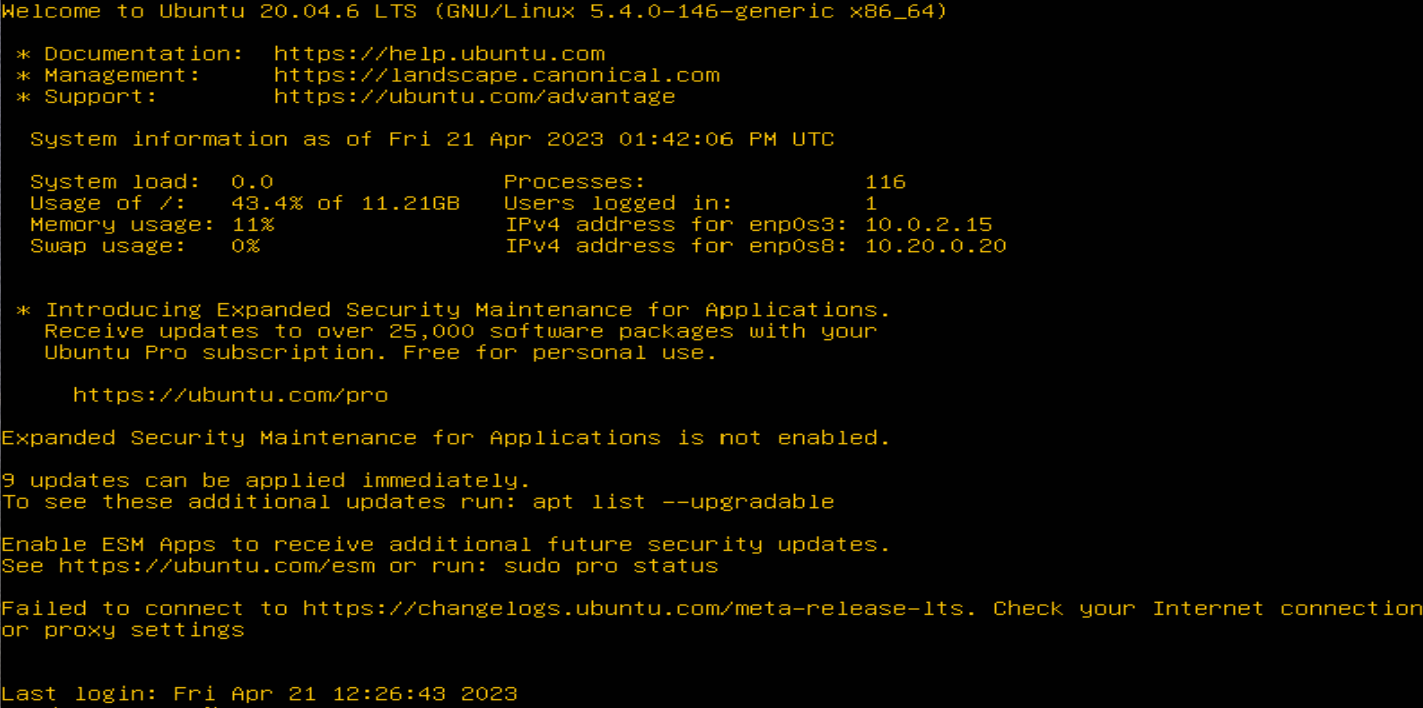 Welcome to Ubuntu 20.04.6 LTS (GNU/Linux 5.4.0-146-generic x86_64)
* Documentation:  https://help.ubuntu.com
* Management:     https://landscape.canonical.com
* Support:        https://ubuntu.com/advantage
System information as of Fri 21 Apr 2023 01:42:06 PM UTC
System load:  0.0                Processes:               116
Usage of /:   43.4% of 11.21GB   Users logged in:         1
Memory usage: 11%                IPv4 address for enp0s3: 10.0.2.15
Swap usage:   0%                 IPv4 address for enp0s8: 10.20.0.20
* Introducing Expanded Security Maintenance for Applications.
Receive updates to over 25,000 software packages with your
Ubuntu Pro subscription. Free for personal use.
https://ubuntu.com/pro
Expanded Security Maintenance for Applications is not enabled.
9 updates can be applied immediately.
To see these additional updates run: apt list --upgradable
Enable ESM Apps to receive additional future security updates.
See https://ubuntu.com/esm or run: sudo pro status
Failed to connect to https://changelogs.ubuntu.com/meta-release-lts. Check your Internet connection
or proxy settings
Last login: Fri Apr 21 12:26:43 2023